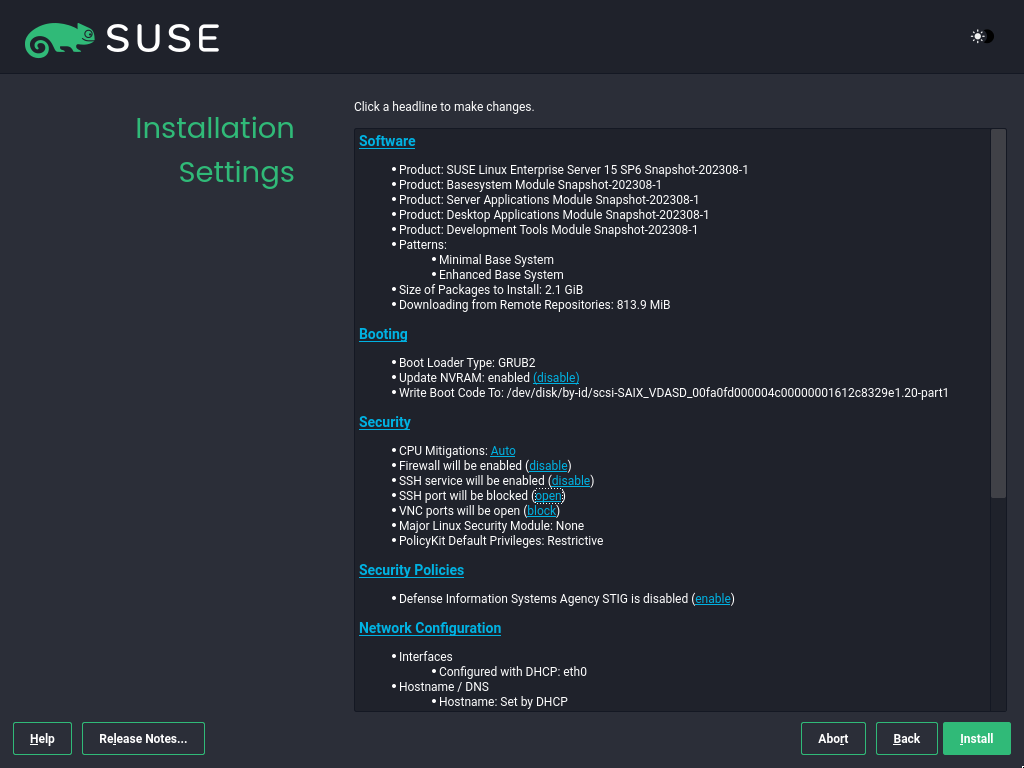 SUSE
Installation
Settings
Click a headline to make changes.
Software
• Product: SUSE Linux Enterprise Server 15 SP6 Snapshot-202308-1
• Product: Basesystem Module Snapshot-202308-1
• Product: Server Applications Module Snapshot-202308-1
• Product: Desktop Applications Module Snapshot-202308-1
• Product: Development Tools Module Snapshot-202308-1
• Patterns:
• Minimal Base System
• Enhanced Base System
• Size of Packages to Install: 2.1 GiB
• Downloading from Remote Repositories: 813.9 MiB
Booting
• Boot Loader Type: GRUB2
• Update NVRAM: enabled (disable)
• Write Boot Code To: /dev/disk/by-id/scsi-SAIX_VDASD_00fa0fd000004c00000001612c8329e1.20-part1
Security
• CPU Mitigations: Auto
• Firewall will be enabled (disable)
• SSH service will be enabled (disable)
• SSH port will be blocked (open)
• VNC ports will be open (block)
• Major Linux Security Module: None
• PolicyKit Default Privileges: Restrictive
Security Policies
• Defense Information Systems Agency STIG is disabled (enable)
Network Configuration
• Interfaces
• Configured with DHCP: eth0
• Hostname / DNS
• Hostname: Set by DHCP
Help
Release Notes...
Abort
Back
Install